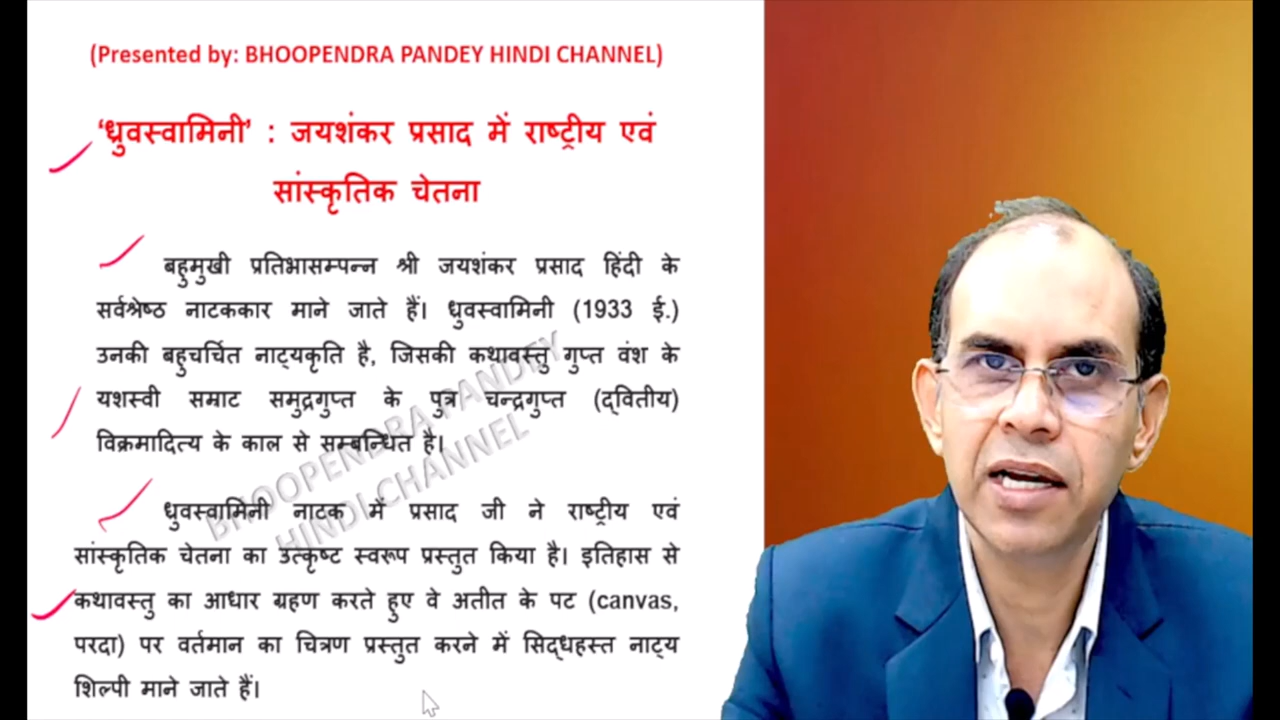 (Presented by: BHOOPENDRA PANDEY HINDI CHANNEL)
‘ध्रुवस्वामिनी’ : जयशंकर प्रसाद में राष्ट्रीय एवं
सांस्कृतिक चेतना
बहुमुखी प्रतिभासम्पन्न श्री जयशंकर प्रसाद हिंदी के
सर्वश्रेष्ठ नाटककार माने जाते हैं। ध्रुवस्वामिनी (1933 ई.)
उनकी बहुचर्चित नाट्यकृति है, जिसकी कथावस्तु गुप्त वंश के
यशस्वी सम्राट समुद्रगुप्त के पुत्र चन्द्रगुप्त (द्वितीय)
विक्रमादित्य के काल से सम्बन्धित है।
BHOOPENDRA PANDEY
HINDI CHANNEL
ध्रुवस्वामिनी नाटक में प्रसाद जी ने राष्ट्रीय एवं
सांस्कृतिक चेतना का उत्कृष्ट स्वरूप प्रस्तुत किया है। इतिहास से
कथावस्तु का आधार ग्रहण करते हुए वे अतीत के पट (canvas,
परदा) पर वर्तमान का चित्रण प्रस्तुत करने में सिद्धहस्त नाट्य
शिल्पी माने जाते हैं।